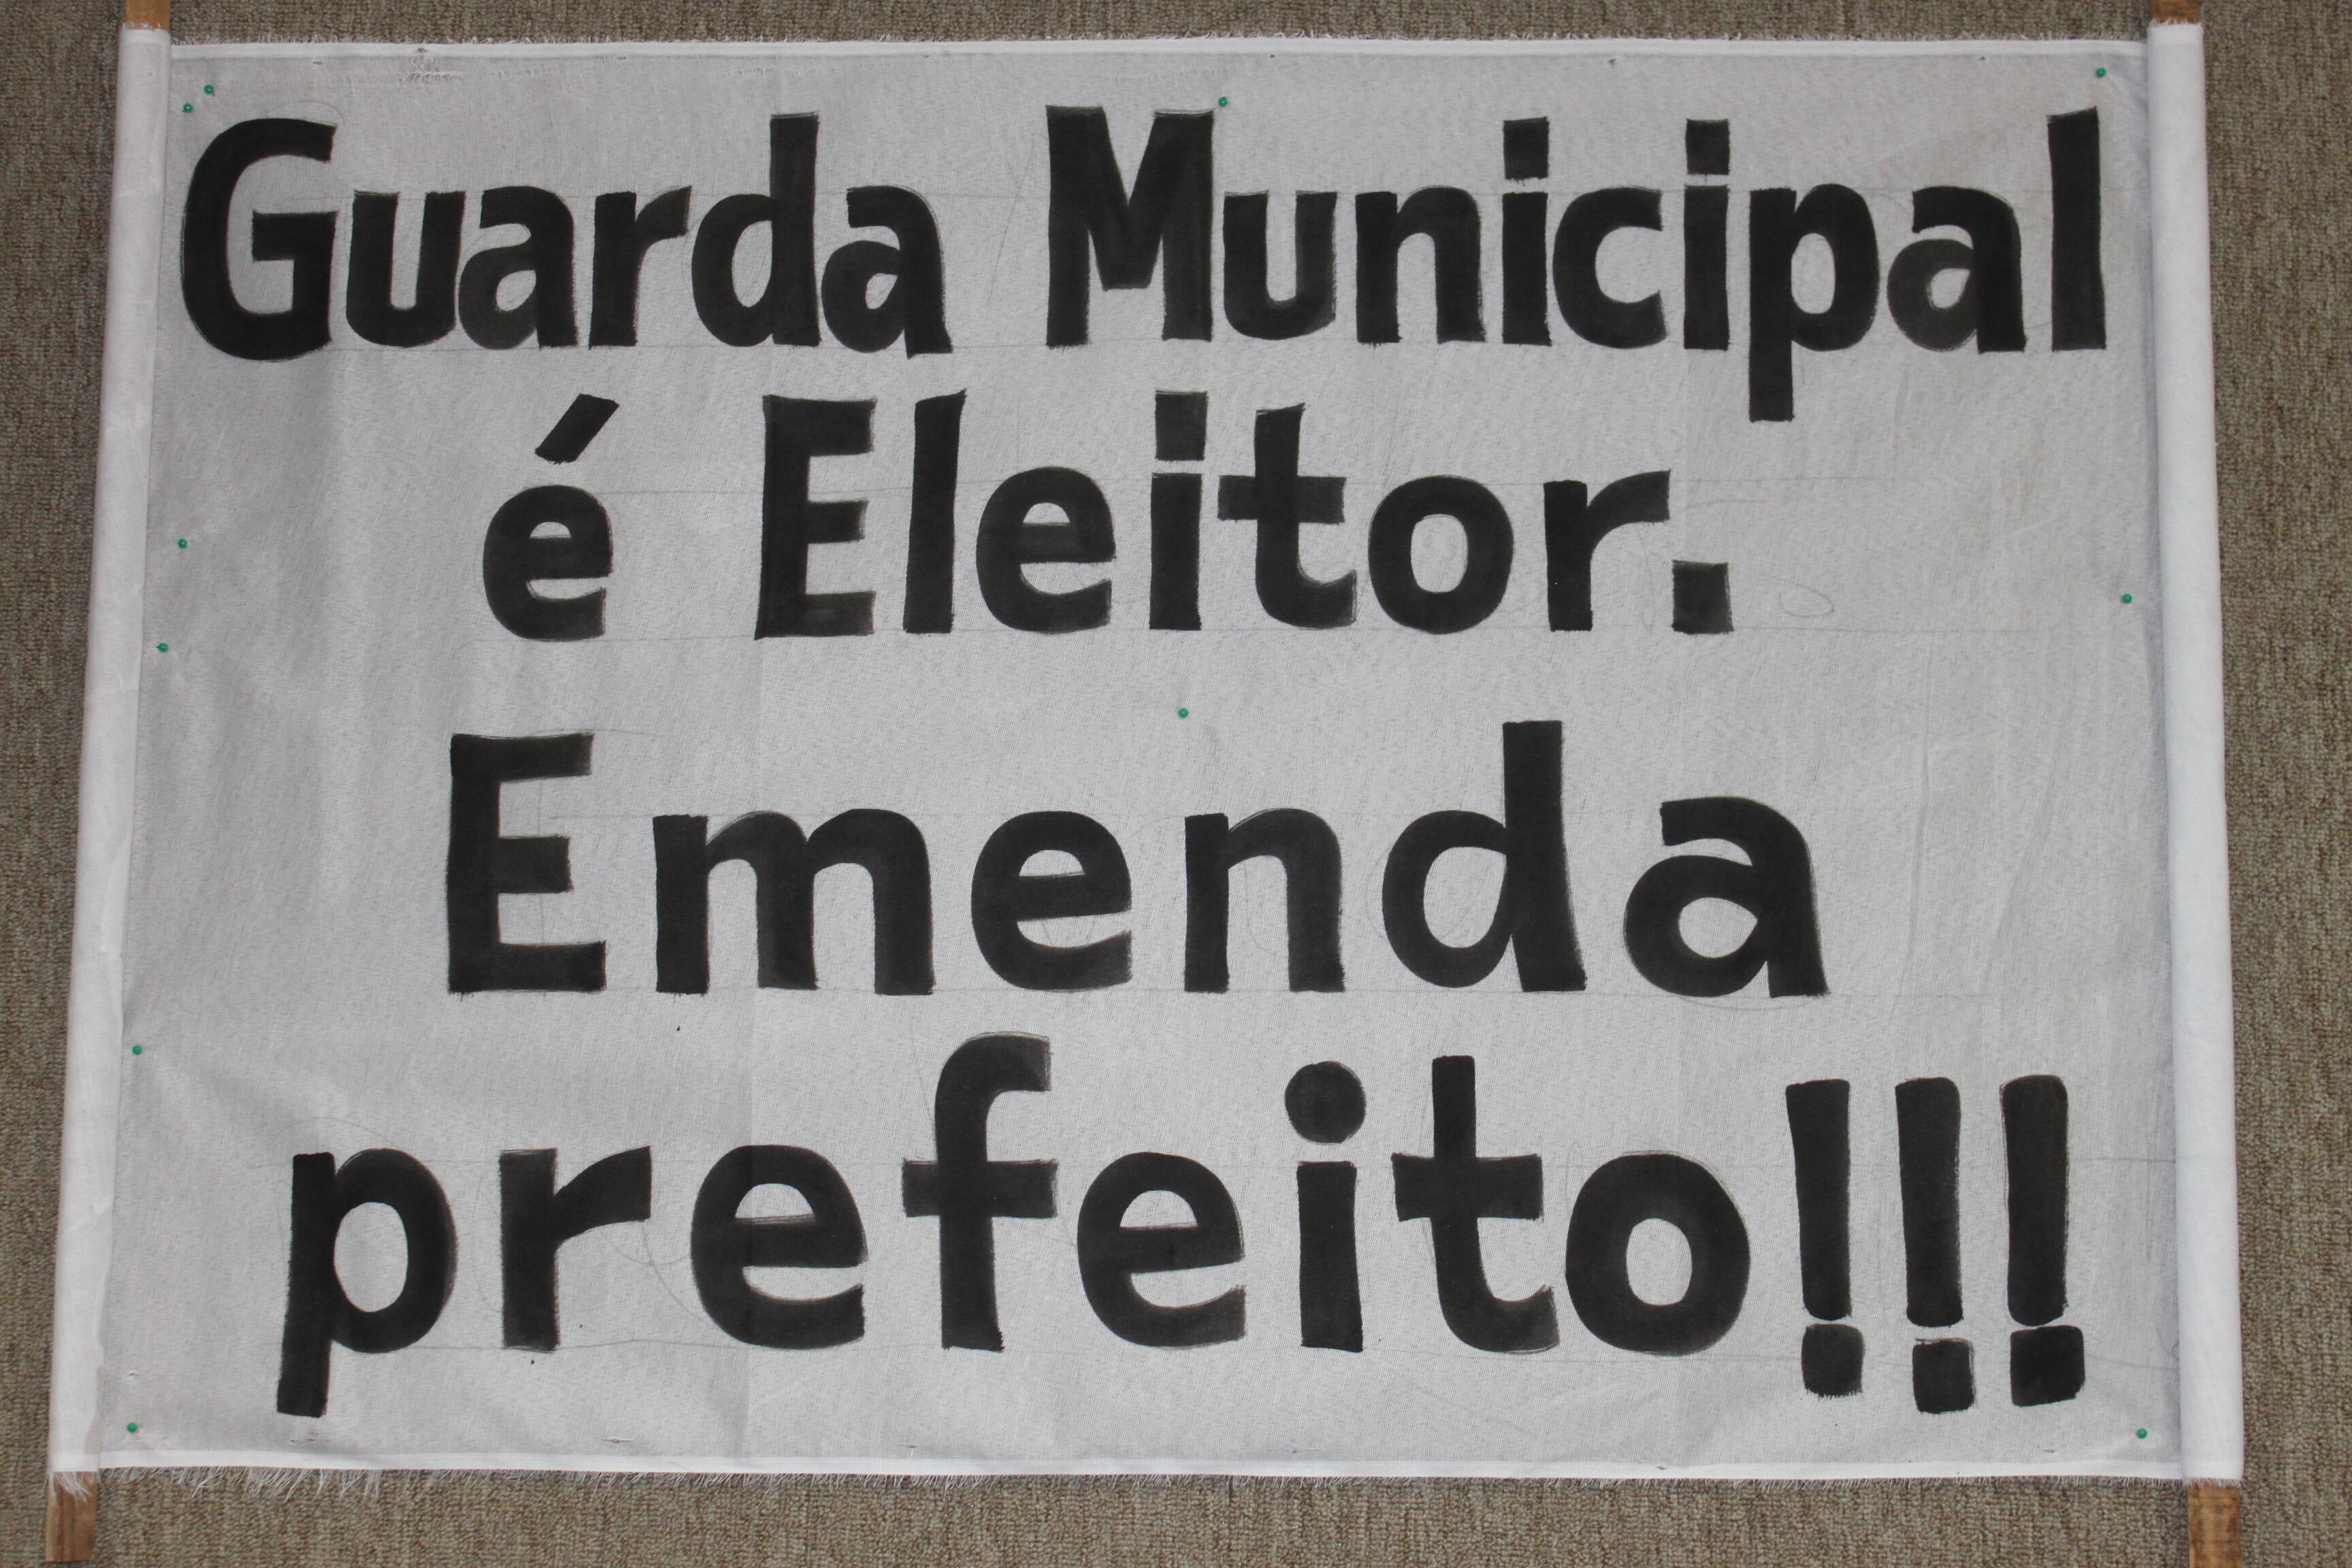 Guarda Municipal
é Eleitor.
Emenda
prefeito!!!